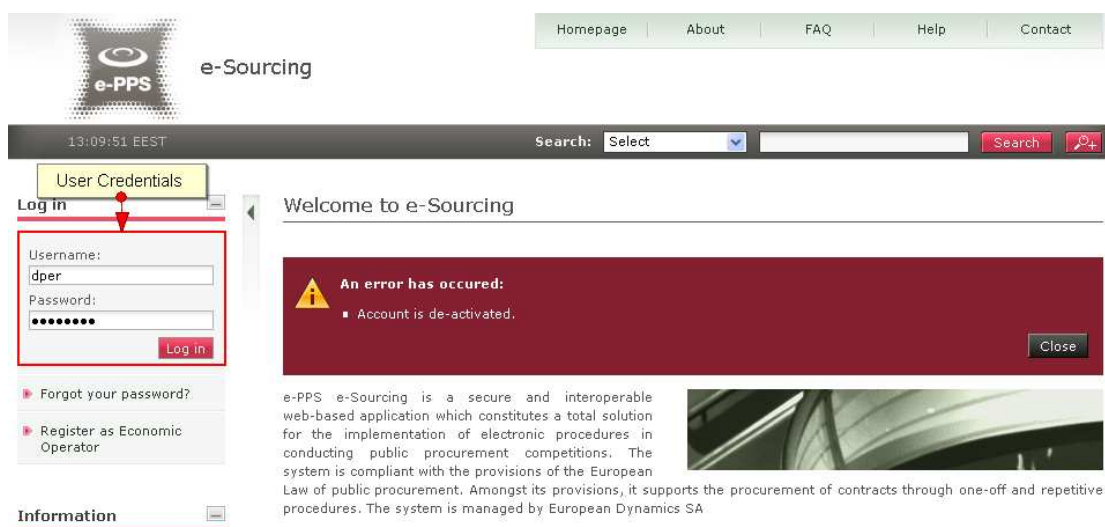 Homepage About FAQ Help Contact
e-PPS
e-Sourcing
13:09:51 EEST
Search: Select Search
User Credentials
Log in
Username:
dper
Password:
••••••••
Log in
Forgot your password?
Register as Economic
Operator
Information
Welcome to e-Sourcing
An error has occured:
Account is de-activated.
Close
e-PPS e-Sourcing is a secure and interoperable
web-based application which constitutes a total solution
for the implementation of electronic procedures in
conducting public procurement competitions. The
system is compliant with the provisions of the European
Law of public procurement. Amongst its provisions, it supports the procurement of contracts through one-off and repetitive
procedures. The system is managed by European Dynamics SA